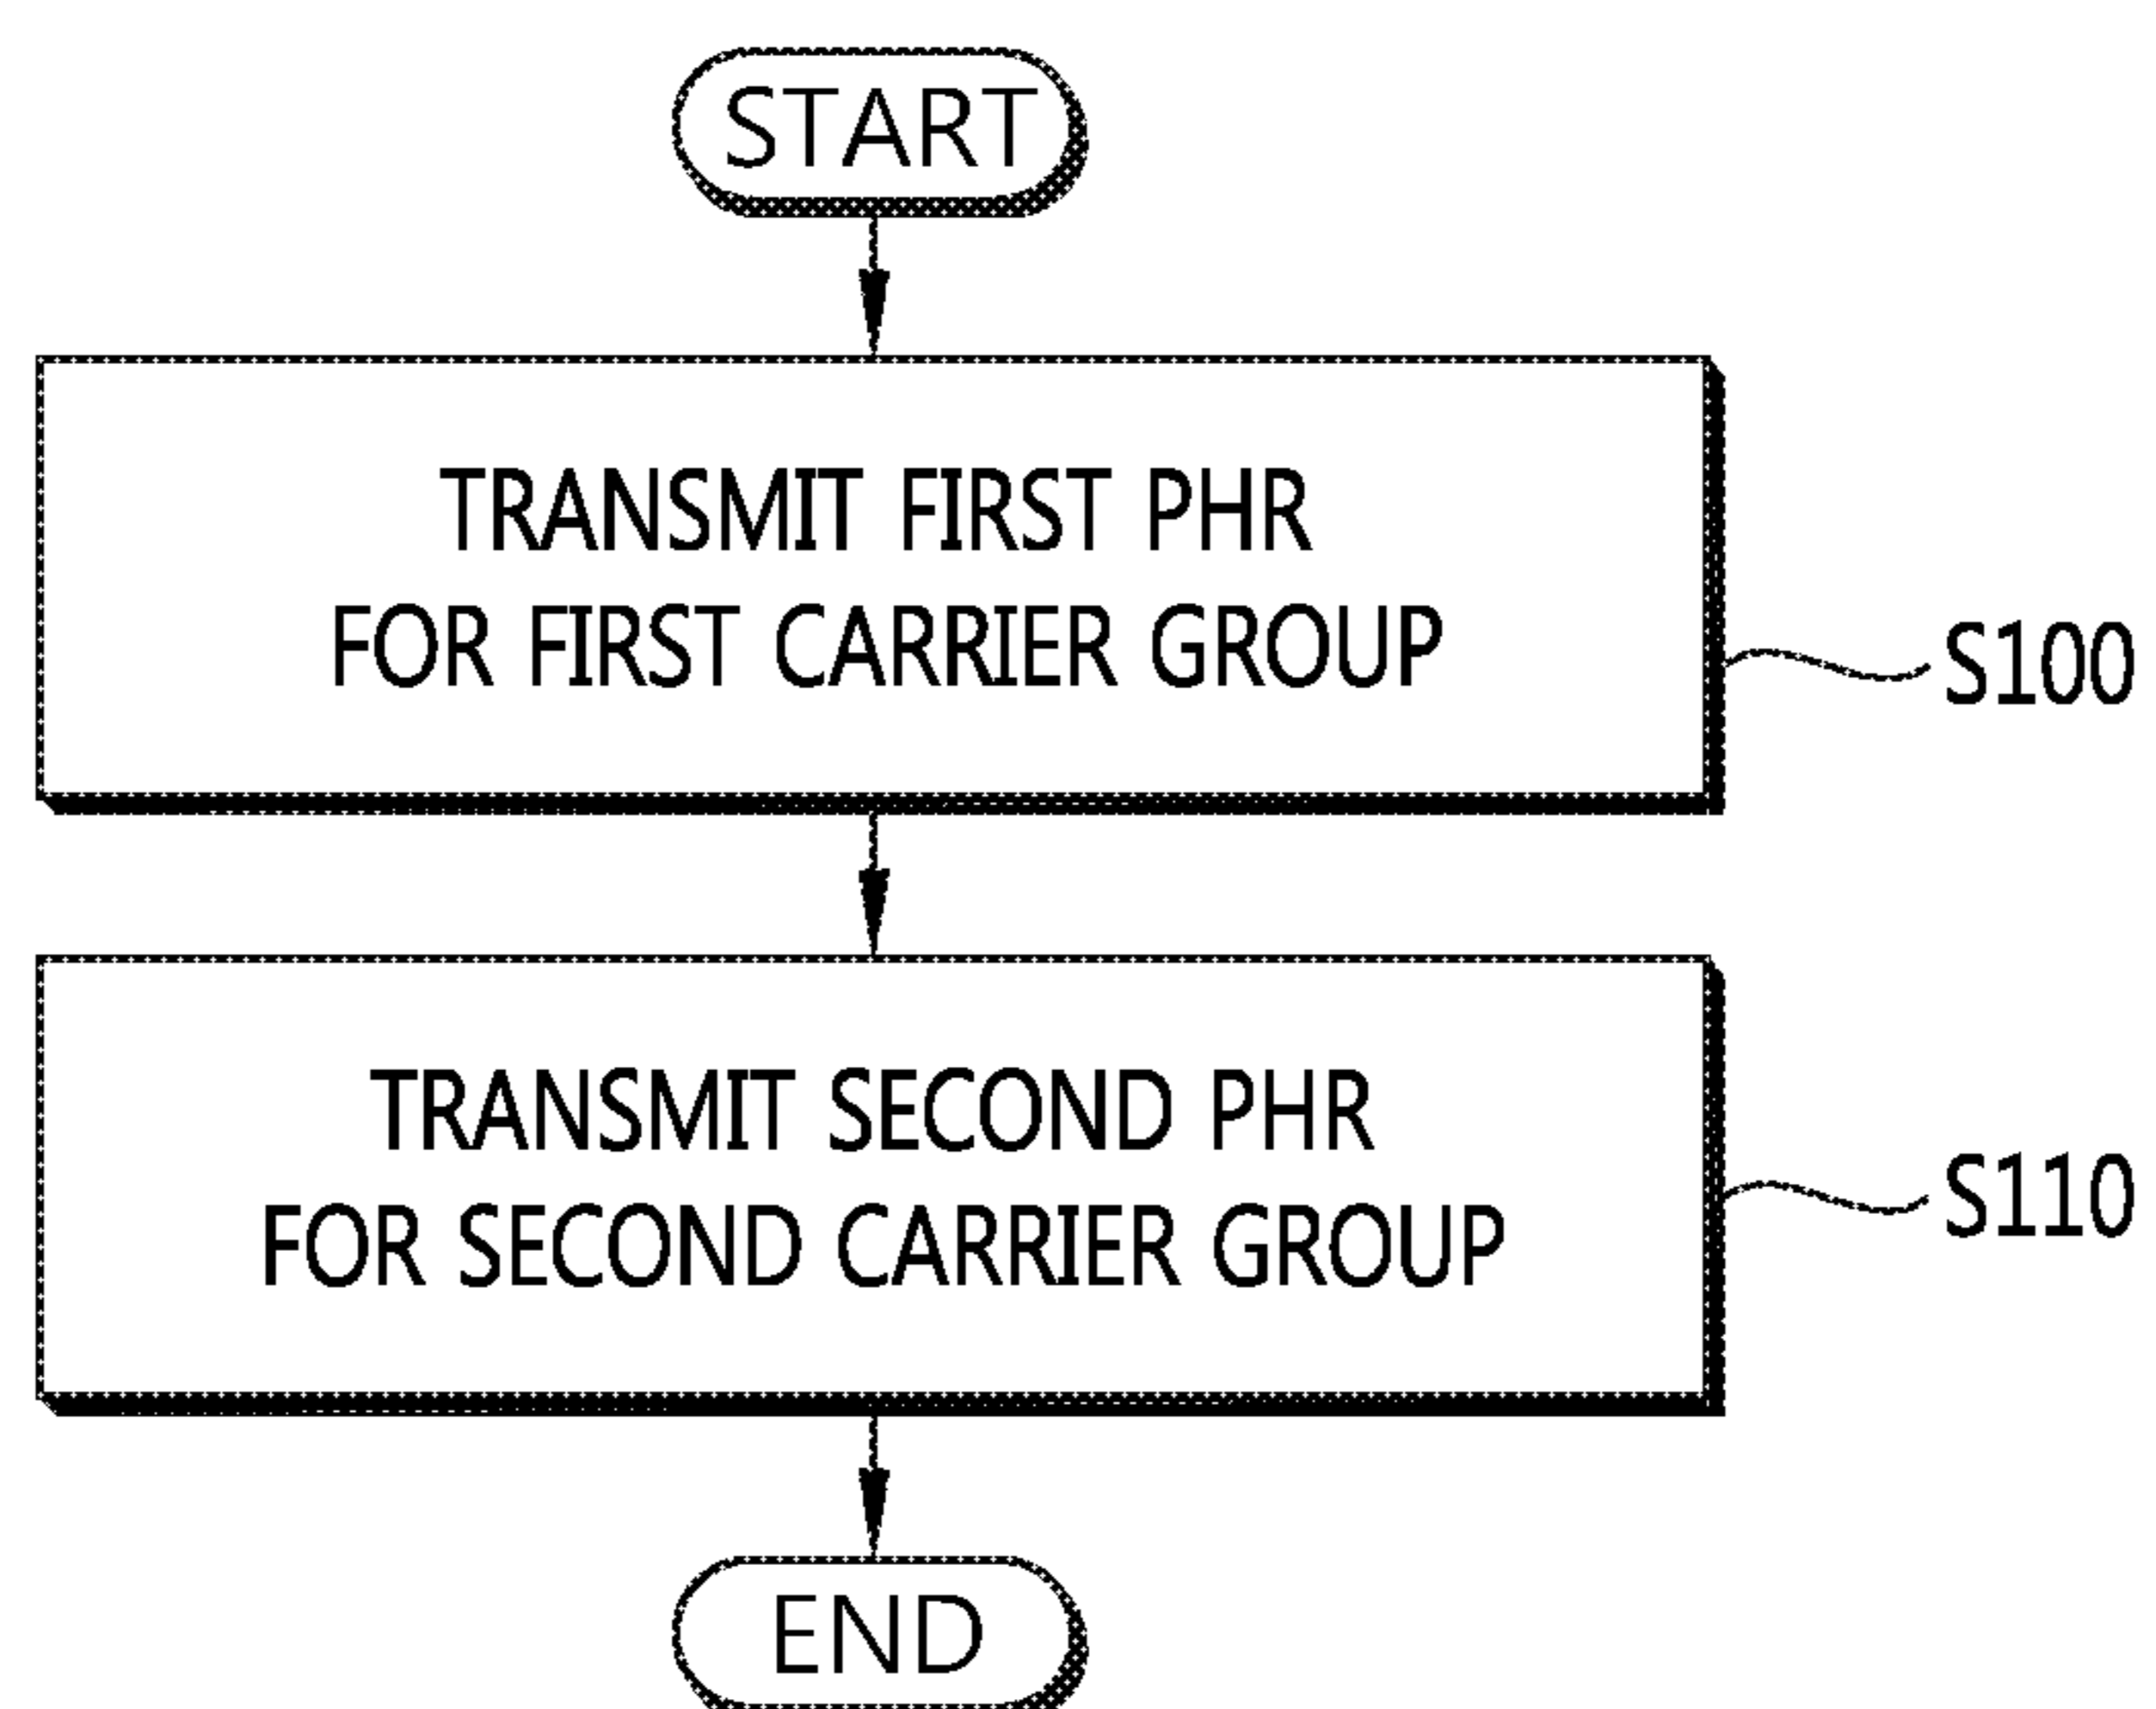 START
TRANSMIT FIRST PHR
FOR FIRST CARRIER GROUP
S100
TRANSMIT SECOND PHR
FOR SECOND CARRIER GROUP
S110
END